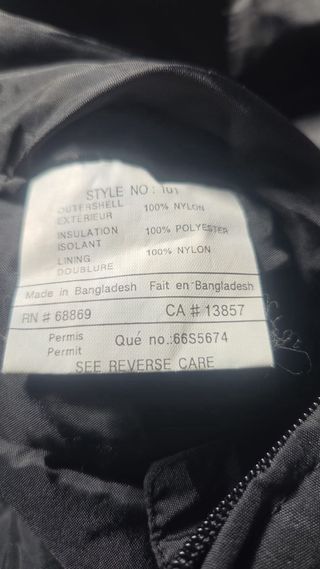 STYLE NO : 101
OUTERSHELL 100% NYLON
EXTÉRIEUR
INSULATION 100% POLYESTER
ISOLANT
LINING 100% NYLON
DOUBLURE
Made in Bangladesh Fait en Bangladesh
RN # 68869 CA # 13857
Permis Qué no.:66S5674
Permit
SEE REVERSE CARE